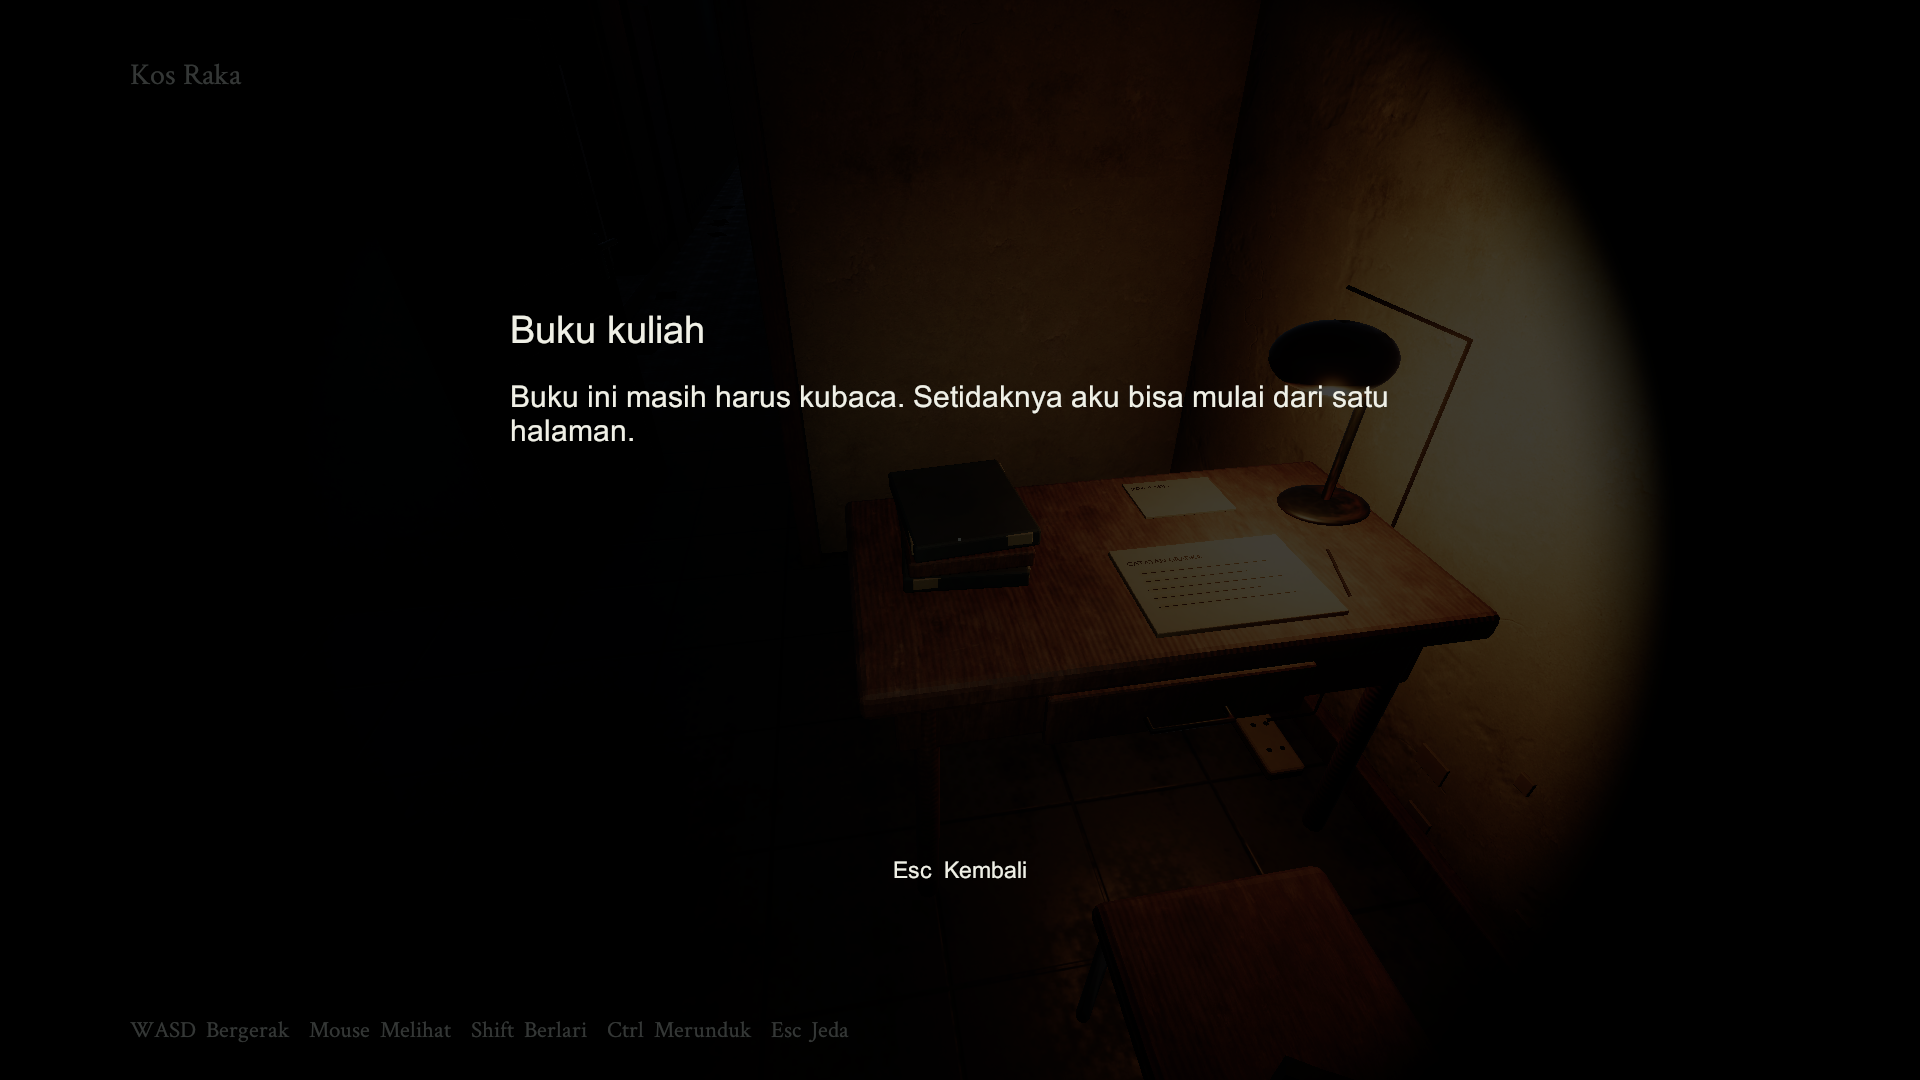 Kos Raka
Buku kuliah
Buku ini masih harus kubaca. Setidaknya aku bisa mulai dari satu
halaman.
Esc Kembali
WASD Bergerak Mouse Melihat Shift Berlari Ctrl Merunduk Esc Jeda